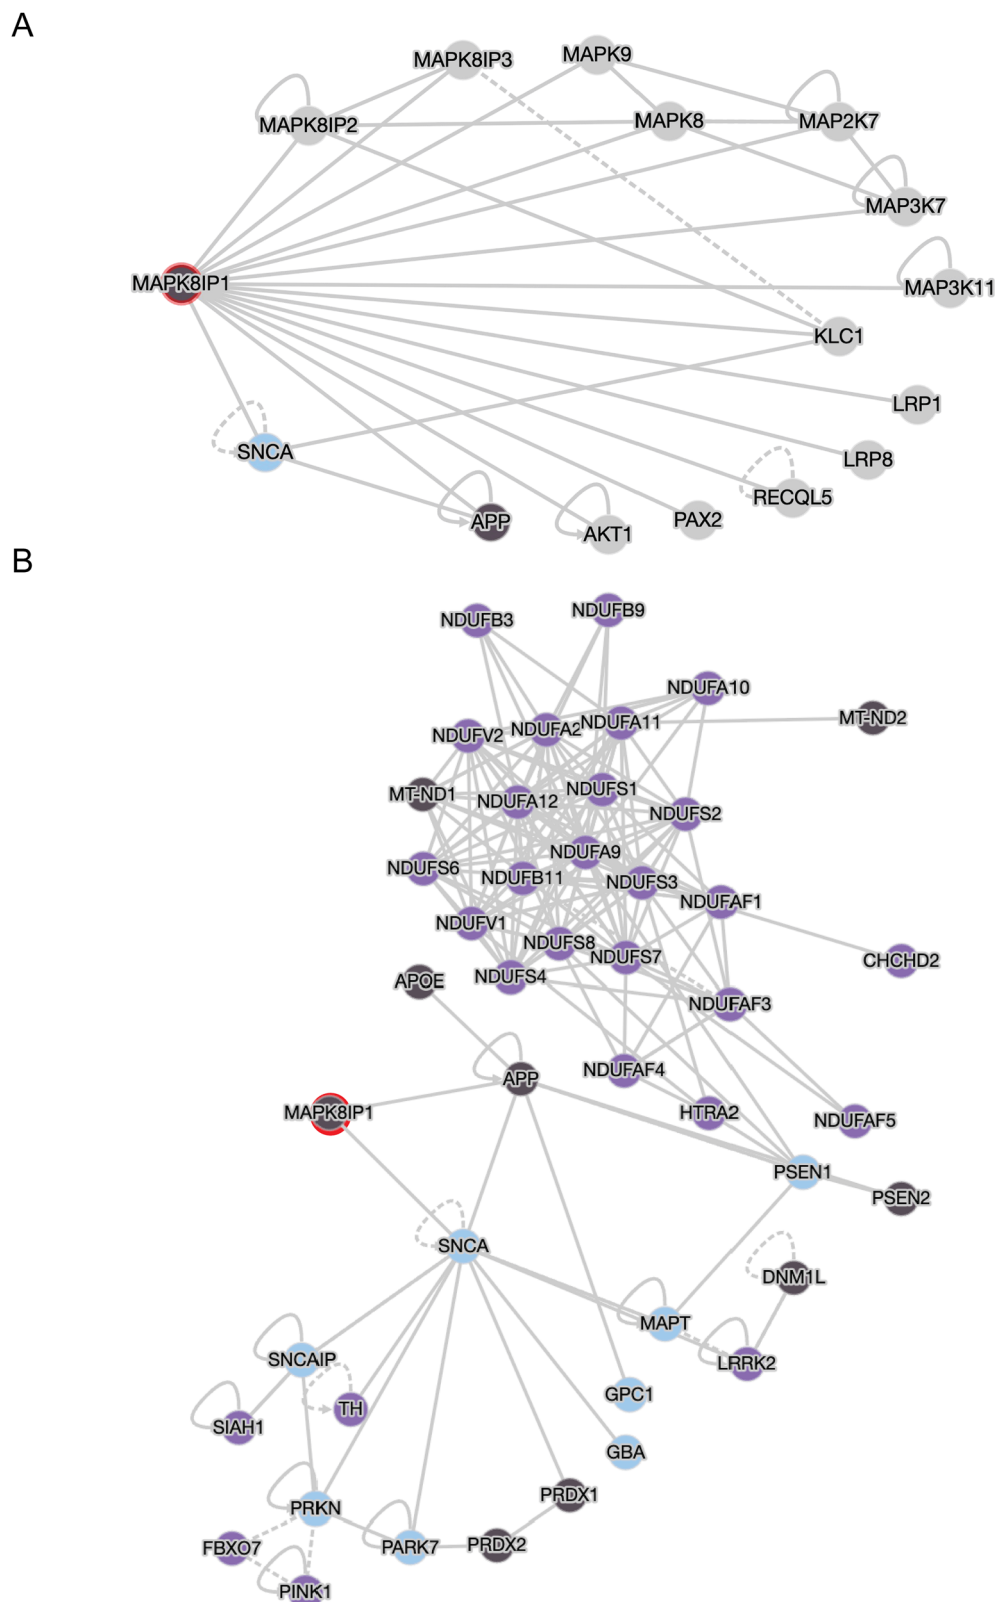 A
MAPK8IP3
MAPK9
MAPK8IP2
MAPK8
MAP2K7
MAP3K7
MAPK8IP1
MAP3K11
KLC1
LRP1
SNCA
LRP8
RECQL5
APP
AKT1
PAX2
B
NDUFB3
NDUFB9
NDUFA10
MT-ND2
NDUFV2
NDUFA2
NDUFA11
MT-ND1
NDUFA12
NDUFS1
NDUFS2
NDUFS6
NDUFB11
NDUFA9
NDUFS3
NDUFAF1
NDUFV1
NDUFS8
NDUFS7
CHCHD2
APOE
NDUFS4
NDUFAF3
APP
NDUFAF4
MAPK8IP1
HTRA2
NDUFAF5
PSEN1
PSEN2
SNCA
DNM1L
MAPT
SNCAIP
LRRK2
TH
GPC1
SIAH1
GBA
PRKN
PRDX1
FBXO7
PARK7
PRDX2
PINK1